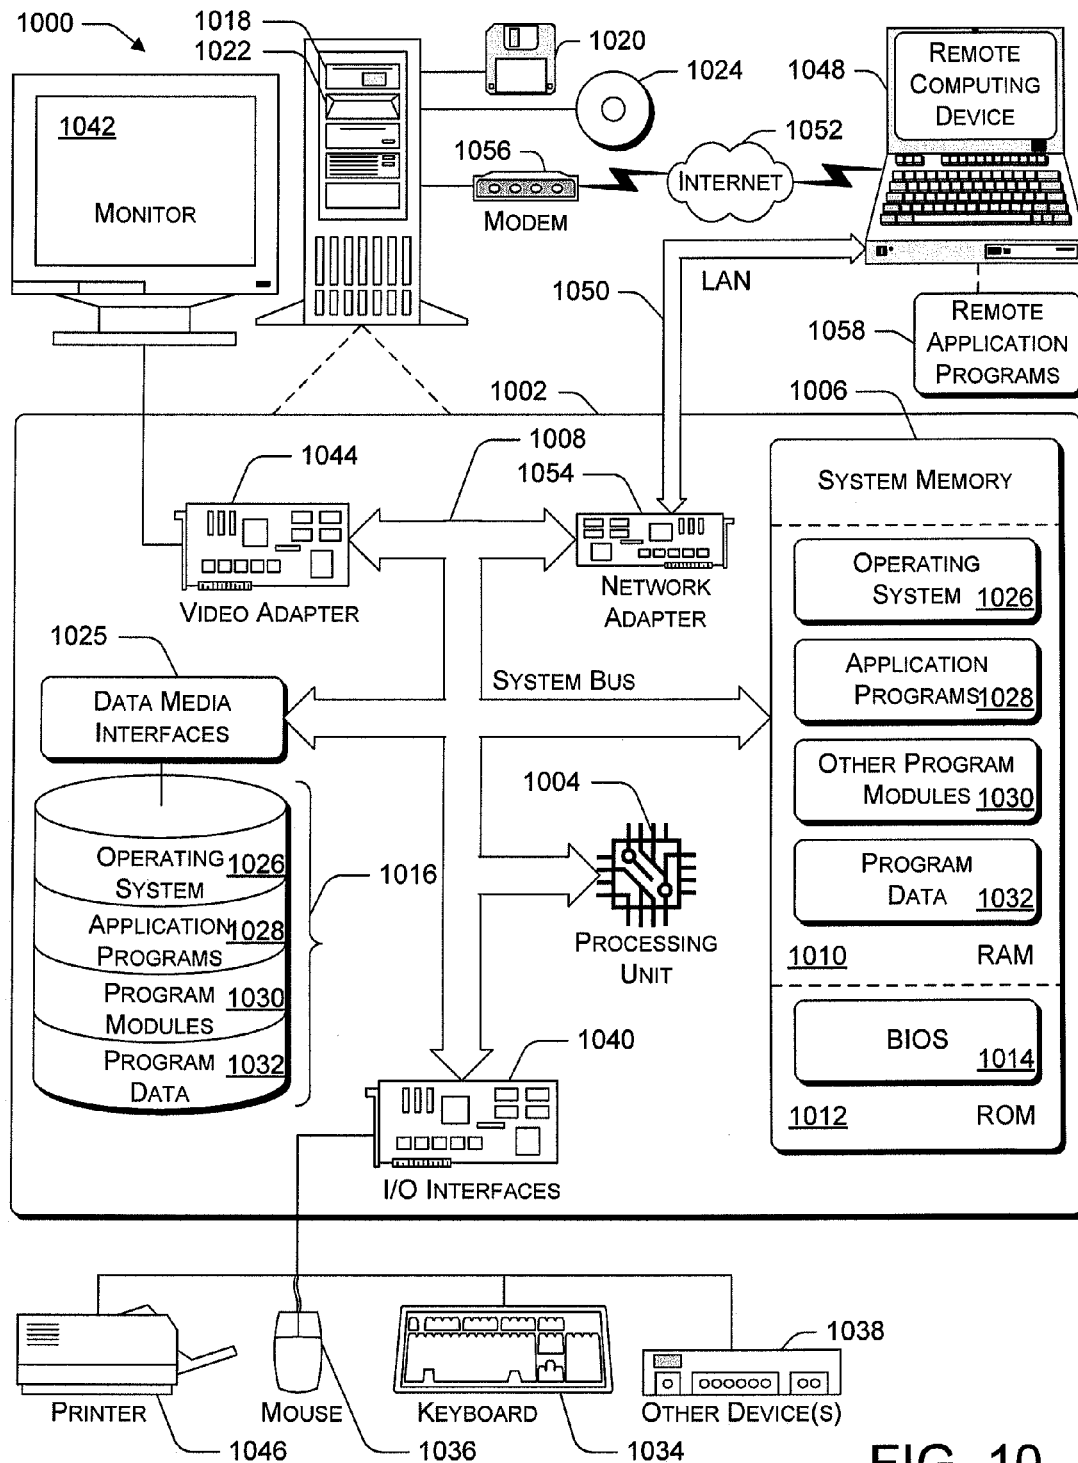 1000
1018
1022
1020
1024
1042
MONITOR
1056
MODEM
1052
INTERNET
1048
REMOTE
COMPUTING
DEVICE
LAN
1050
1058
REMOTE
APPLICATION
PROGRAMS
1002
1006
1008
1044
1054
VIDEO ADAPTER
NETWORK
ADAPTER
SYSTEM MEMORY
OPERATING
SYSTEM 1026
APPLICATION
PROGRAMS 1028
OTHER PROGRAM
MODULES 1030
PROGRAM
DATA 1032
1010 RAM
BIOS
1014
1012 ROM
1025
DATA MEDIA
INTERFACES
SYSTEM BUS
1004
PROCESSING
UNIT
OPERATING
SYSTEM 1026
APPLICATION
PROGRAMS 1028
PROGRAM
MODULES 1030
PROGRAM
DATA 1032
1016
1040
I/O INTERFACES
PRINTER
1046
MOUSE
1036
KEYBOARD
1034
1038
OTHER DEVICE(S)
FIG. 10